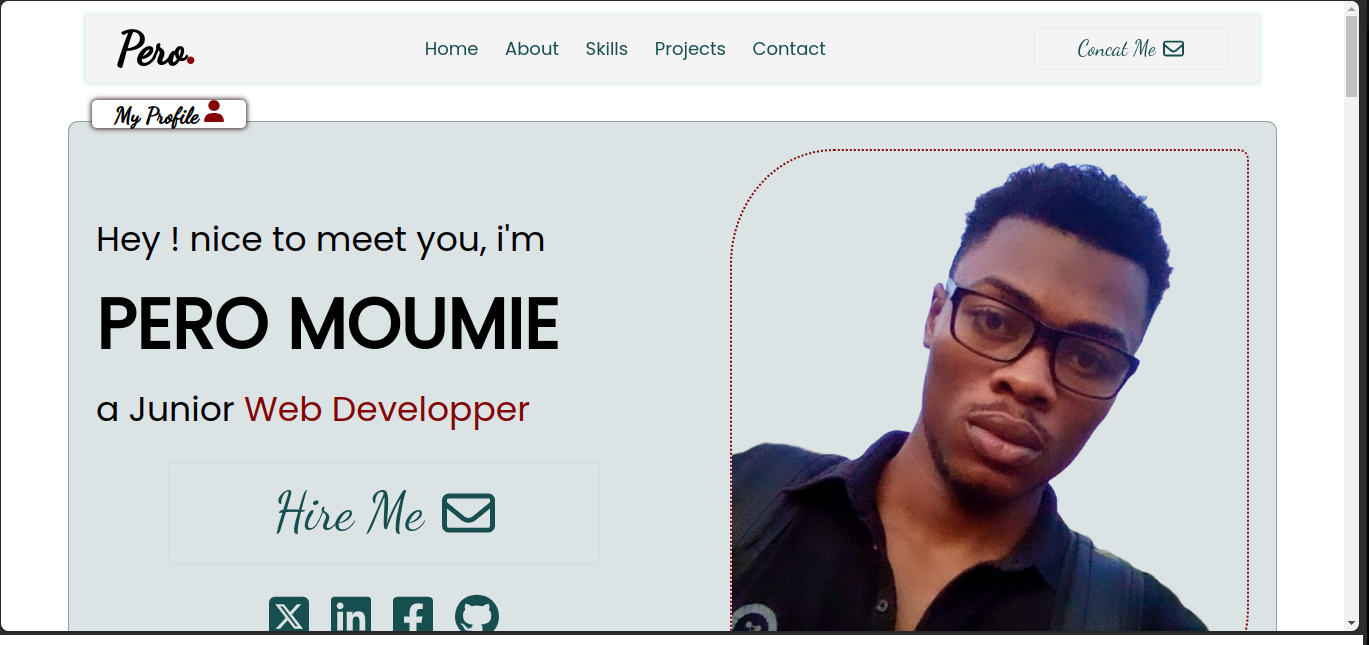 Pero.
Home About Skills Projects Contact
Concat Me
My Profile
Hey ! nice to meet you, i'm
PERO MOUMIE
a Junior Web Developper
Hire Me